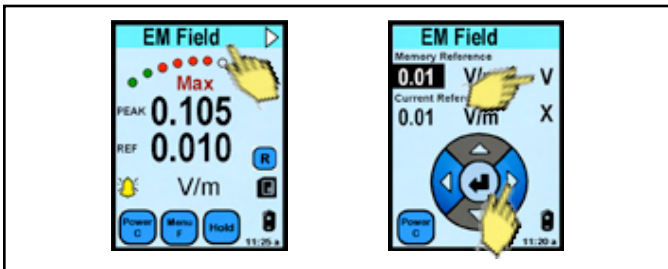 EM Field
Max
PEAK 0.105
REF 0.010
R
V/m
Power C
Menu F
Hold
11:25 a
EM Field
Memory Reference
0.01 V
Current
0.01 V/m X
Power C
11:20 a